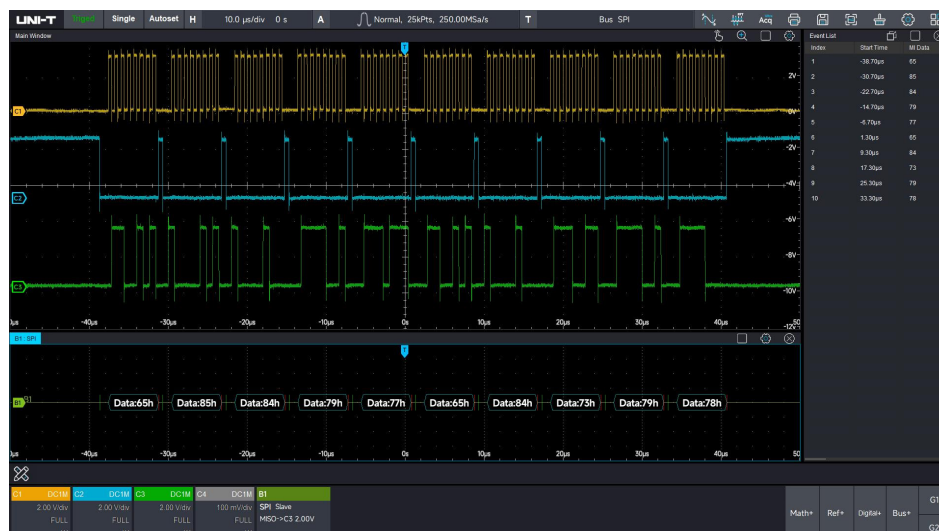 UNI-T Triged Single Autoset H 10.0 μs/div 0 s A Normal, 25kPts, 250.00MSa/s T Bus SPI Acq
Main Window
Event List
Index Start Time MI Data
1 -38.70μs 65
2 -30.70μs 85
3 -22.70μs 84
4 -14.70μs 79
5 -6.70μs 77
6 1.30μs 65
7 9.30μs 84
8 17.30μs 73
9 25.30μs 79
10 33.30μs 78
T
2V
C1 0V
-2V
C2 -4V
-6V
-8V
C3 -10V
-12V
0μs -40μs -30μs -20μs -10μs 0s 10μs 20μs 30μs 40μs 50
B1: SPI
T
B1 B1 Data:65h Data:85h Data:84h Data:79h Data:77h Data:65h Data:84h Data:73h Data:79h Data:78h
0μs -40μs -30μs -20μs -10μs 0s 10μs 20μs 30μs 40μs 50
C1 DC1M C2 DC1M C3 DC1M C4 DC1M B1
2.00 V/div 2.00 V/div 2.00 V/div 100 mV/div SPI Slave
FULL FULL FULL FULL MISO->C3 2.00V
Math+ Ref+ Digital+ Bus+
G1
G2